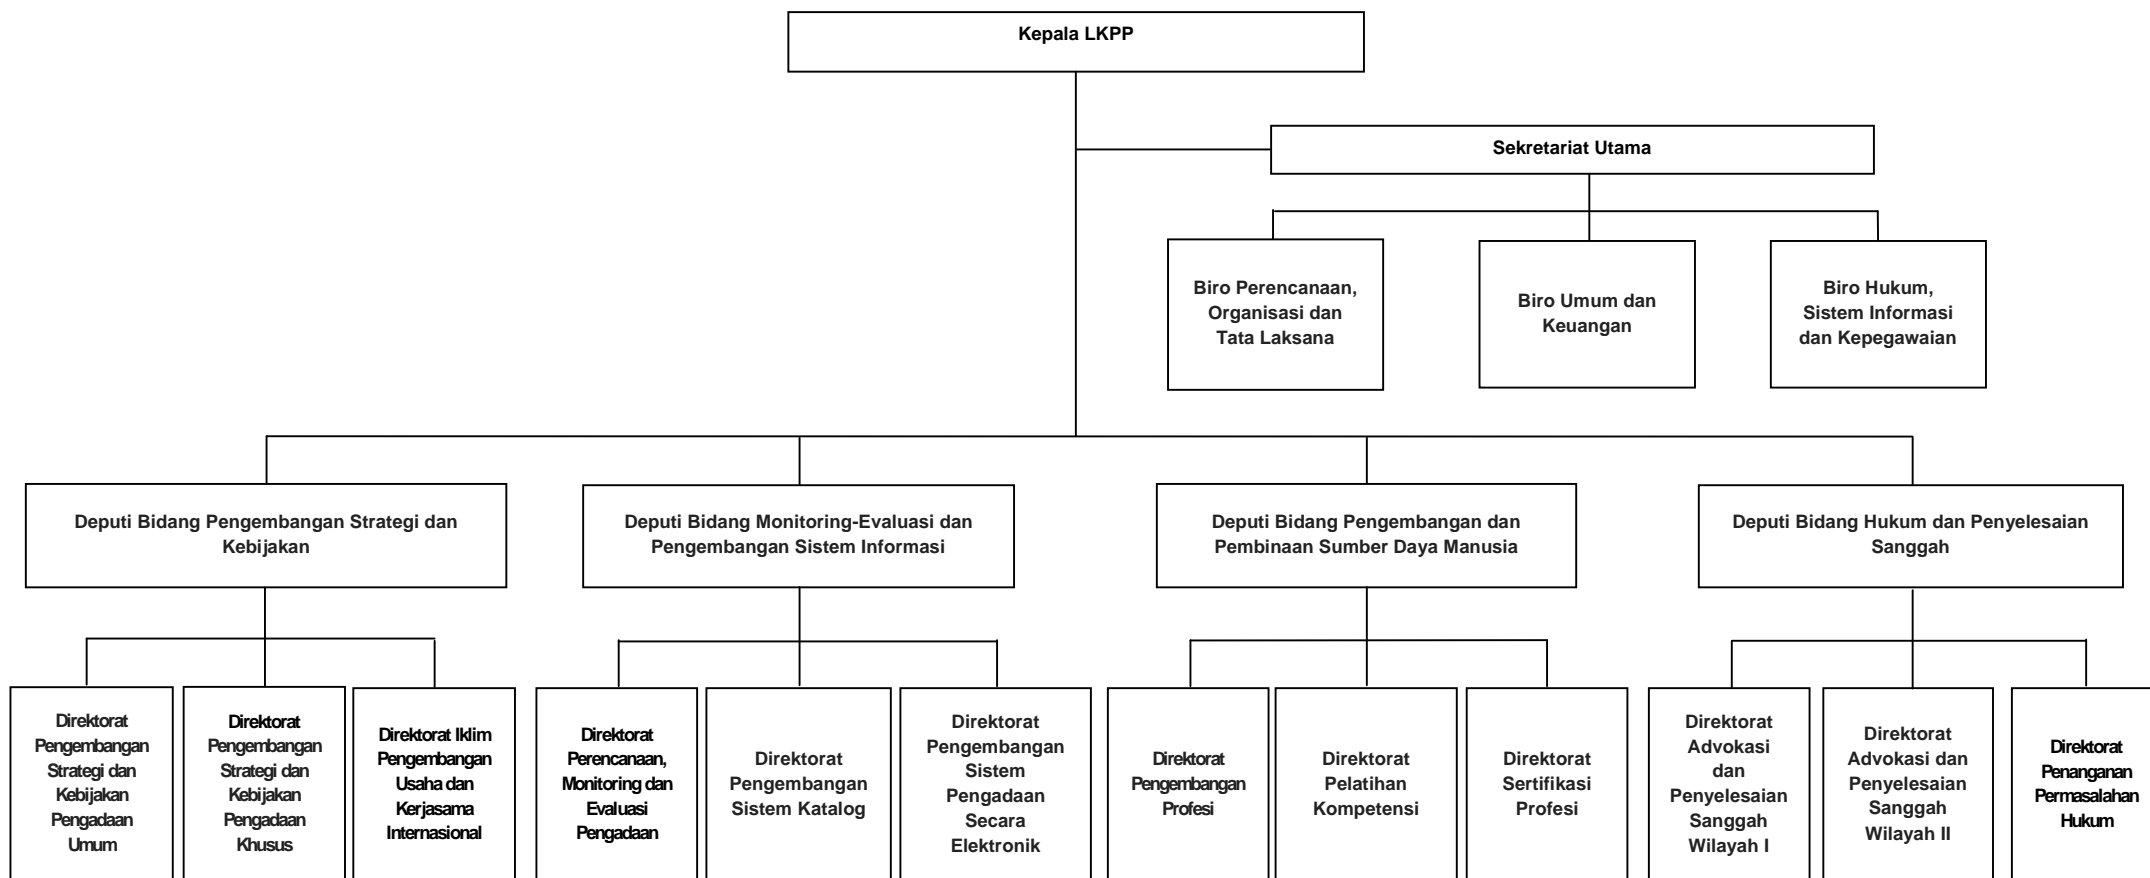 Kepala LKPP
Sekretariat Utama
Biro Perencanaan,
Organisasi dan
Tata Laksana
Biro Umum dan
Keuangan
Biro Hukum,
Sistem Informasi
dan Kepegawaian
Deputi Bidang Pengembangan Strategi dan
Kebijakan
Deputi Bidang Monitoring-Evaluasi dan
Pengembangan Sistem Informasi
Deputi Bidang Pengembangan dan
Pembinaan Sumber Daya Manusia
Deputi Bidang Hukum dan Penyelesaian
Sanggah
Direktorat
Pengembangan
Strategi dan
Kebijakan
Pengadaan
Umum
Direktorat
Pengembangan
Strategi dan
Kebijakan
Pengadaan
Khusus
Direktorat Iklim
Pengembangan
Usaha dan
Kerjasama
Internasional
Direktorat
Perencanaan,
Monitoring dan
Evaluasi
Pengadaan
Direktorat
Pengembangan
Sistem Katalog
Direktorat
Pengembangan
Sistem
Pengadaan
Secara
Elektronik
Direktorat
Pengembangan
Profesi
Direktorat
Pelatihan
Kompetensi
Direktorat
Sertifikasi
Profesi
Direktorat
Advokasi
dan
Penyelesaian
Sanggah
Wilayah I
Direktorat
Advokasi dan
Penyelesaian
Sanggah
Wilayah II
Direktorat
Penanganan
Permasalahan
Hukum